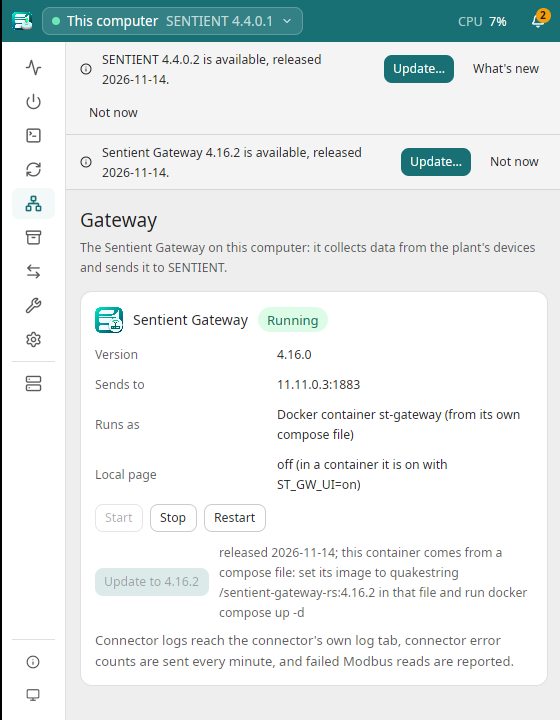 This computer SENTIENT 4.4.0.1 CPU 7% 2
SENTIENT 4.4.0.2 is available, released
2026-11-14.
Update... What's new
Not now
Sentient Gateway 4.16.2 is available, released
2026-11-14.
Update... Not now
Gateway
The Sentient Gateway on this computer: it collects data from the plant's devices
and sends it to SENTIENT.
Sentient Gateway Running
Version 4.16.0
Sends to 11.11.0.3:1883
Runs as Docker container st-gateway (from its own
compose file)
Local page off (in a container it is on with
ST_GW_UI=on)
Start Stop Restart
Update to 4.16.2
released 2026-11-14; this container comes from a
compose file: set its image to quakestring
/sentient-gateway-rs:4.16.2 in that file and run docker
compose up -d
Connector logs reach the connector's own log tab, connector error
counts are sent every minute, and failed Modbus reads are reported.